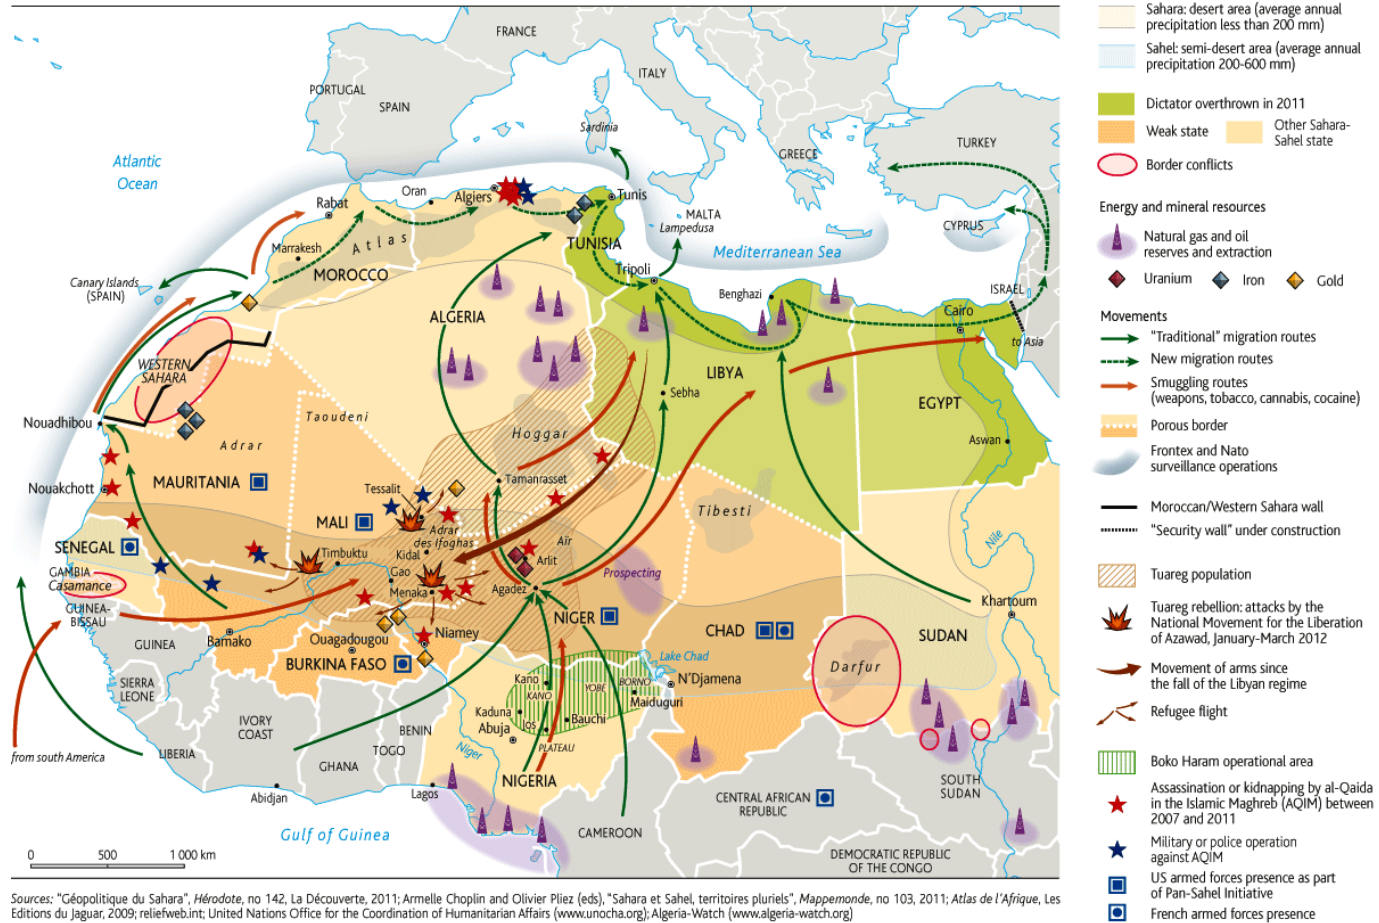 FRANCE
PORTUGAL
SPAIN
ITALY
Sardinia
TURKEY
GREECE
Atlantic
Ocean
Oran
Algiers
Tunis
Rabat
MALTA
Lampedusa
CYPRUS
Mediterranean Sea
Marrakesh
Atlas
TUNISIA
MOROCCO
Tripoli
Canary Islands
(SPAIN)
Benghazi
ISRAEL
Cairo
ALGERIA
to Asia
WESTERN
SAHARA
LIBYA
Sebha
EGYPT
Nouadhibou
Taoudeni
Hoggar
Adrar
Aswan
MAURITANIA
Tamanrasset
Nouakchott
Tessalit
Tibesti
MALI
Adrar
des Ifoghas
SENEGAL
Timbuktu
Kidal
Aïr
Nile
Arlit
GAMBIA
Casamance
Gao
Prospecting
Menaka
Agadez
Khartoum
GUINEA-
BISSAU
NIGER
GUINEA
Bamako
Ouagadougou
Niamey
CHAD
SUDAN
BURKINA FASO
Lake Chad
Darfur
SIERRA
LEONE
Kano
KANO
YOBE
BORNO
N'Djamena
Maiduguri
IVORY
COAST
BENIN
Kaduna
Jos
Bauchi
Abuja
PLATEAU
from south America
LIBERIA
TOGO
Niger
GHANA
NIGERIA
SOUTH
SUDAN
Abidjan
Lagos
CENTRAL AFRICAN
REPUBLIC
Gulf of Guinea
CAMEROON
0 500 1 000 km
DEMOCRATIC REPUBLIC
OF THE CONGO
Sahara: desert area (average annual
precipitation less than 200 mm)
Sahel: semi-desert area (average annual
precipitation 200-600 mm)
Dictator overthrown in 2011
Weak state
Other Sahara-
Sahel state
Border conflicts
Energy and mineral resources
Natural gas and oil
reserves and extraction
Uranium Iron Gold
Movements
“Traditional” migration routes
New migration routes
Smuggling routes
(weapons, tobacco, cannabis, cocaine)
Porous border
Frontex and Nato
surveillance operations
Moroccan/Western Sahara wall
“Security wall” under construction
Tuareg population
Tuareg rebellion: attacks by the
National Movement for the Liberation
of Azawad, January-March 2012
Movement of arms since
the fall of the Libyan regime
Refugee flight
Boko Haram operational area
Assassination or kidnapping by al-Qaida
in the Islamic Maghreb (AQIM) between
2007 and 2011
Military or police operation
against AQIM
US armed forces presence as part
of Pan-Sahel Initiative
French armed forces presence
Sources: “Géopolitique du Sahara”, Hérodote, no 142, La Découverte, 2011; Armelle Choplin and Olivier Pliez (eds), “Sahara et Sahel, territoires pluriels”, Mappemonde, no 103, 2011; Atlas de l’Afrique, Les
Editions du Jaguar, 2009; reliefweb.int; United Nations Office for the Coordination of Humanitarian Affairs (www.unocha.org); Algeria-Watch (www.algeria-watch.org)